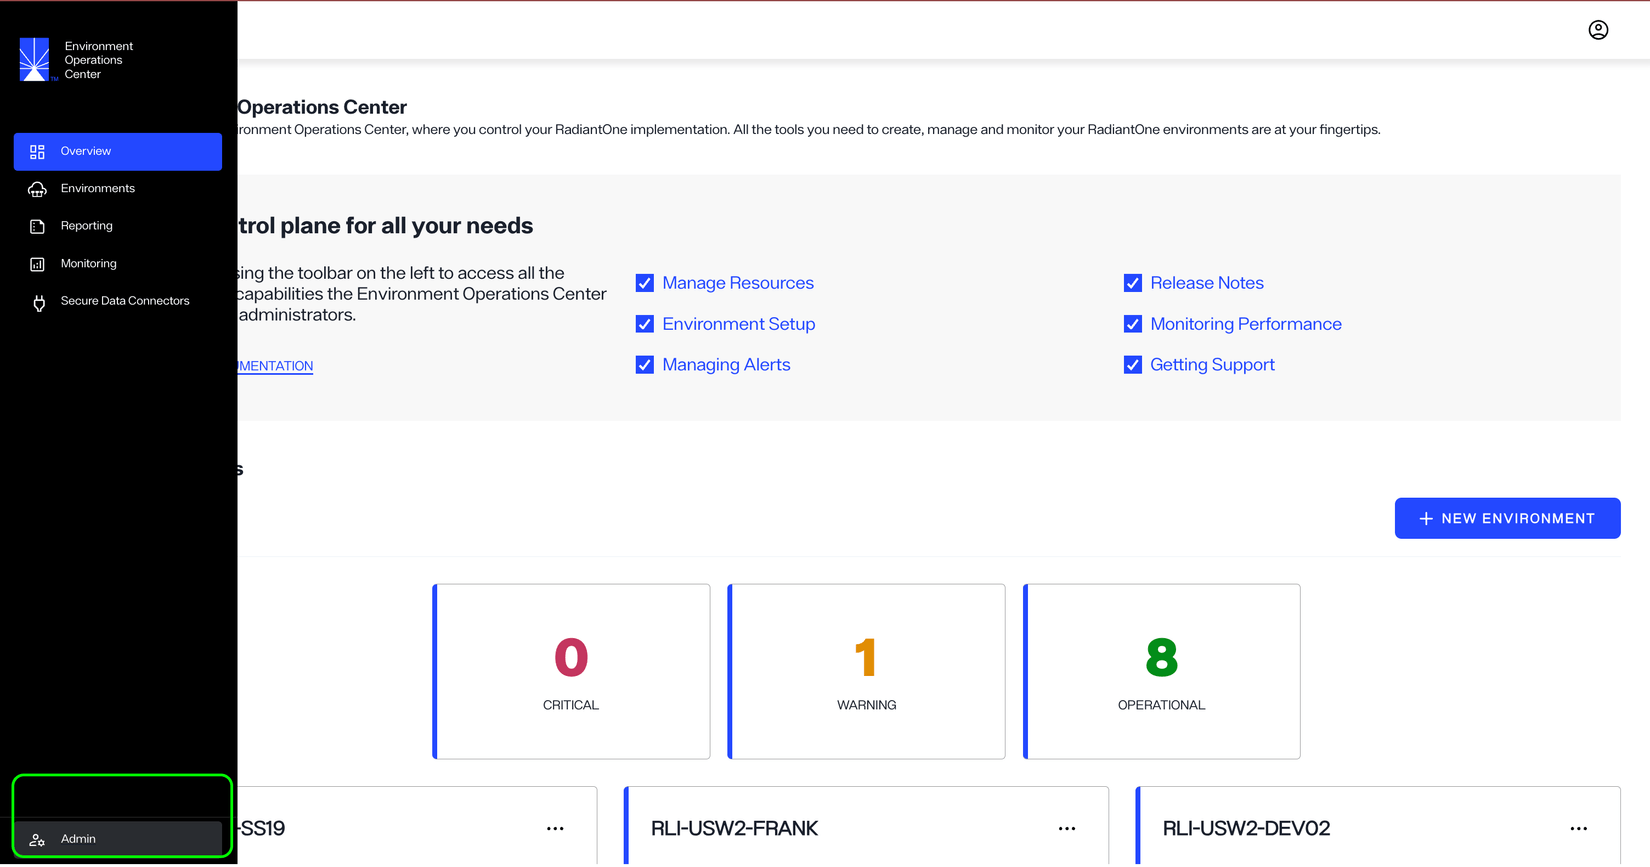 Environment
Operations
Center
TM
Overview
Environments
Reporting
Monitoring
Secure Data Connectors
Admin
Operations Center
ronment Operations Center, where you control your RadiantOne implementation. All the tools you need to create, manage and monitor your RadiantOne environments are at your fingertips.
trol plane for all your needs
sing the toolbar on the left to access all the
capabilities the Environment Operations Center
administrators.
UMENTATION
Manage Resources
Environment Setup
Managing Alerts
Release Notes
Monitoring Performance
Getting Support
s
+ NEW ENVIRONMENT
0
CRITICAL
1
WARNING
8
OPERATIONAL
-SS19
...
RLI-USW2-FRANK
...
RLI-USW2-DEV02
...